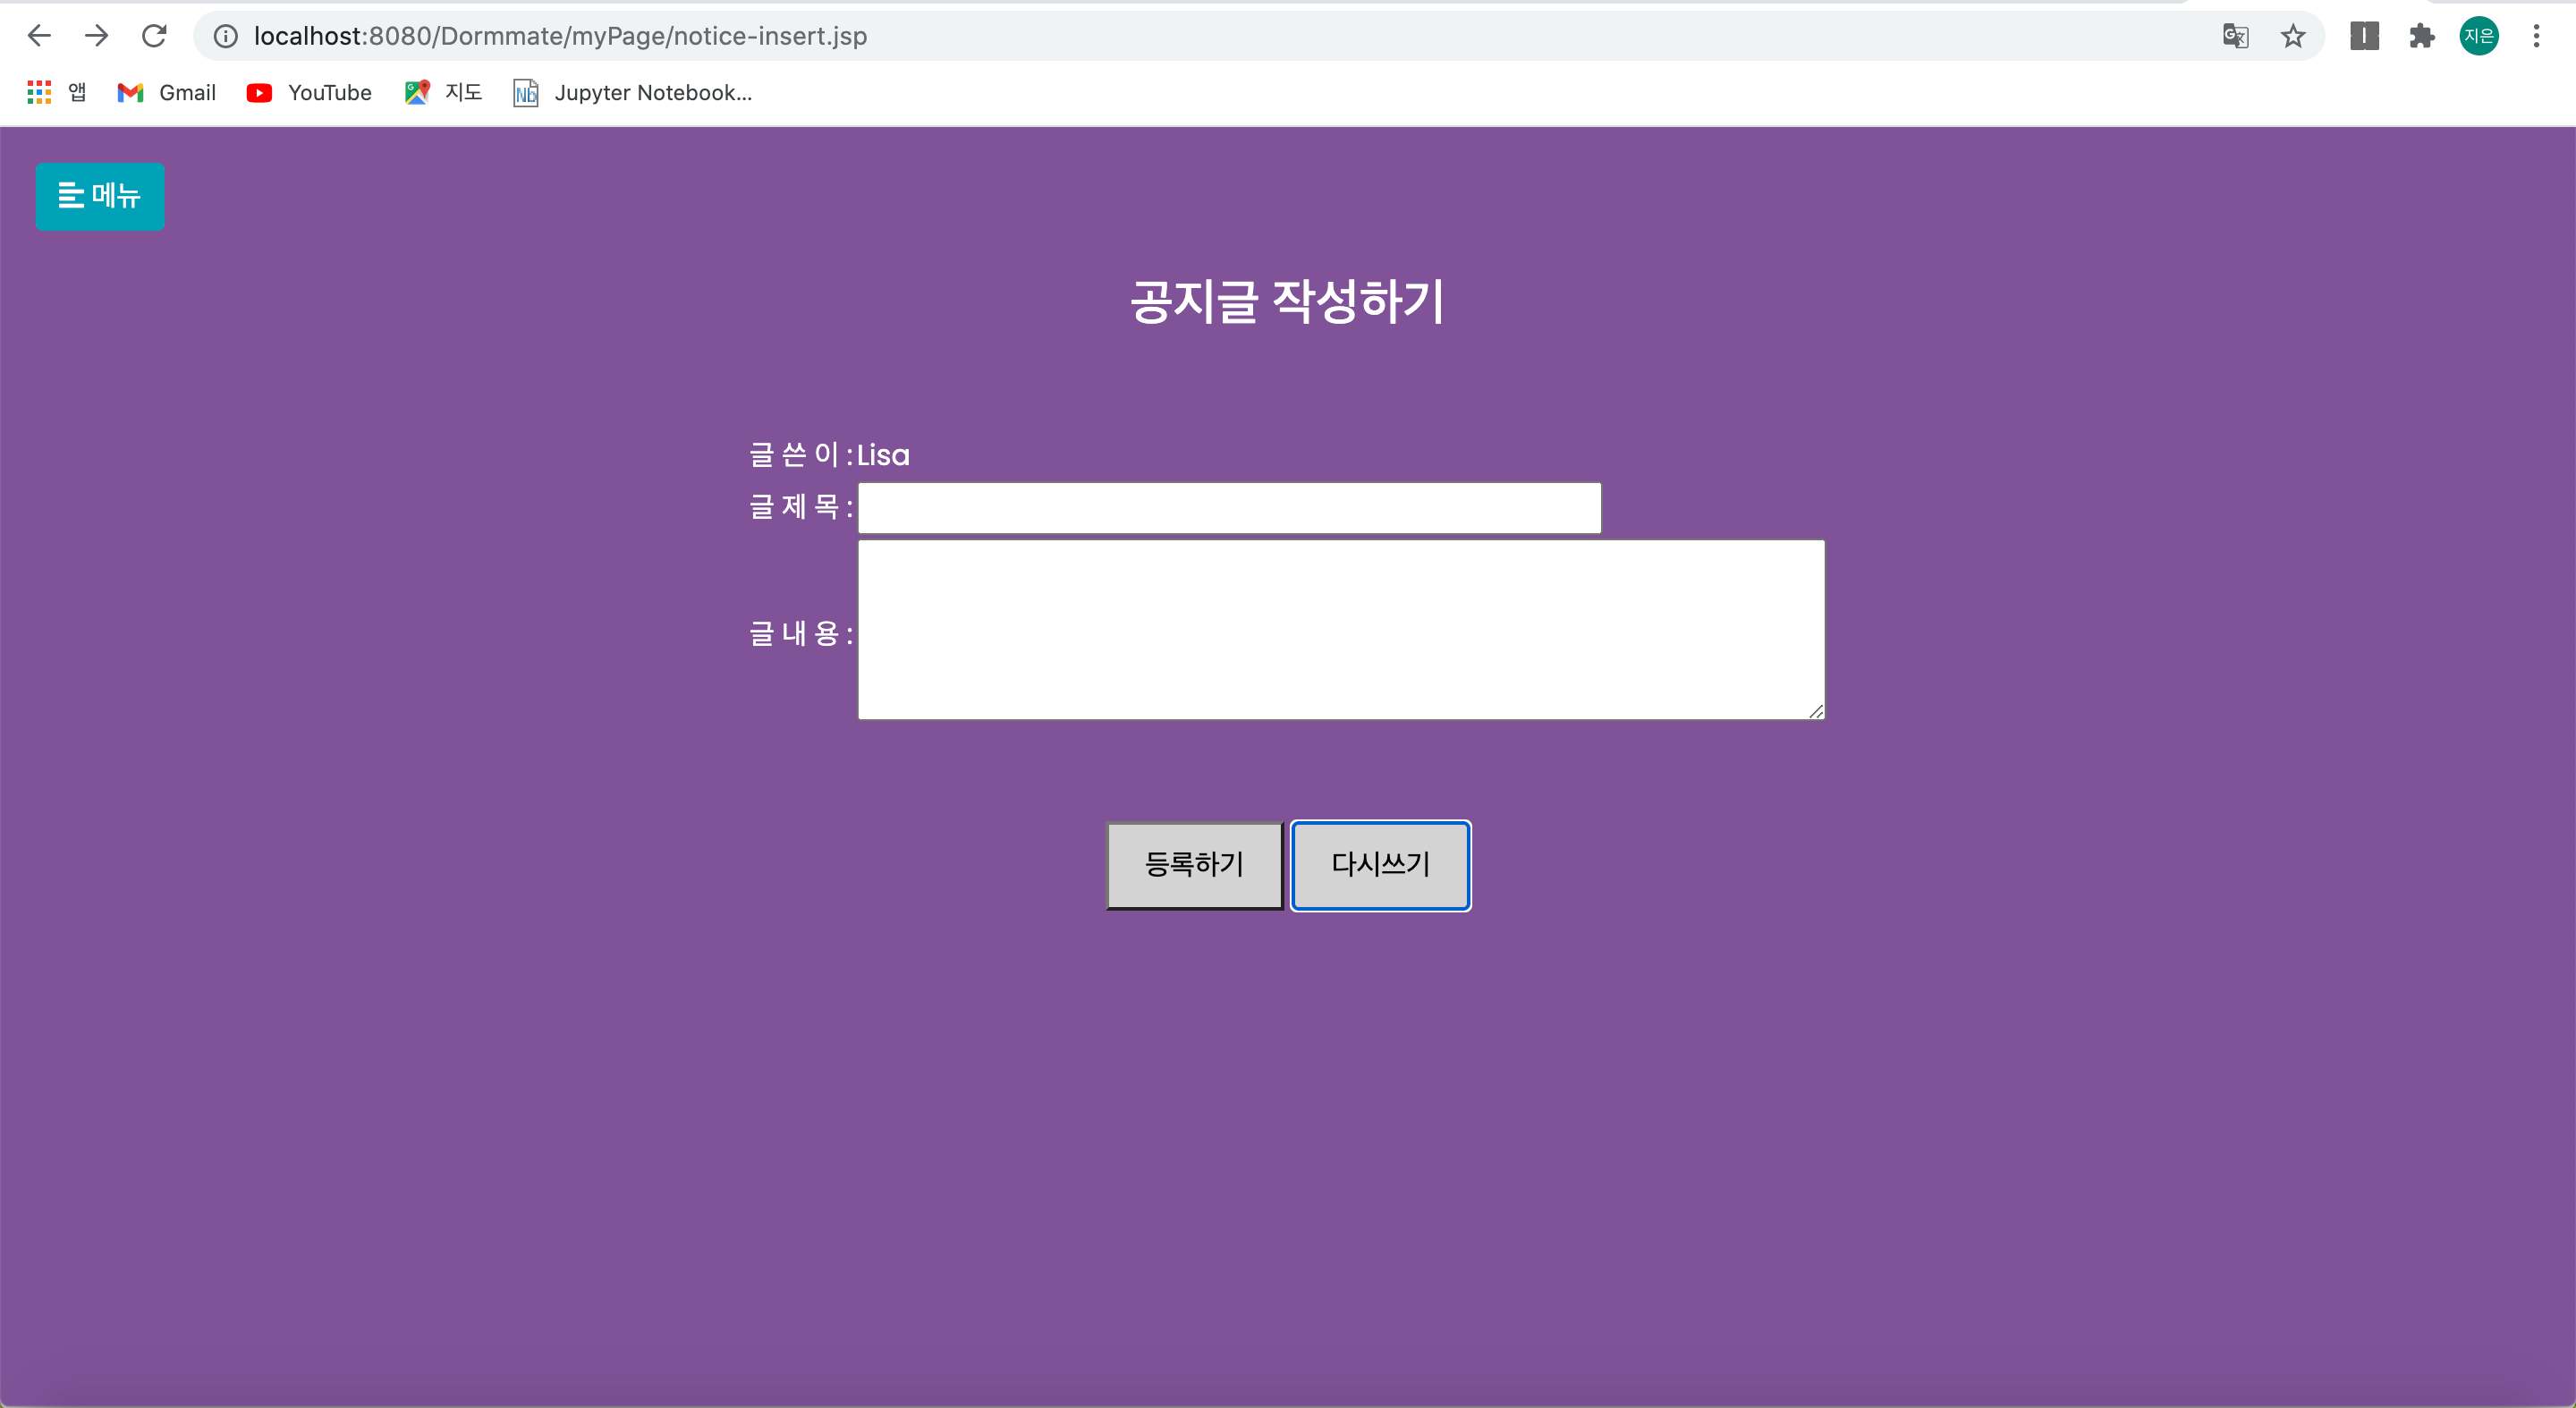 localhost:8080/Dormmate/myPage/notice-insert.jsp
지은
앱 Gmail YouTube 지도 Jupyter Notebook...
메뉴
공지글 작성하기
글 쓴 이 : Lisa
글 제 목 :
글 내 용 :
등록하기 다시쓰기